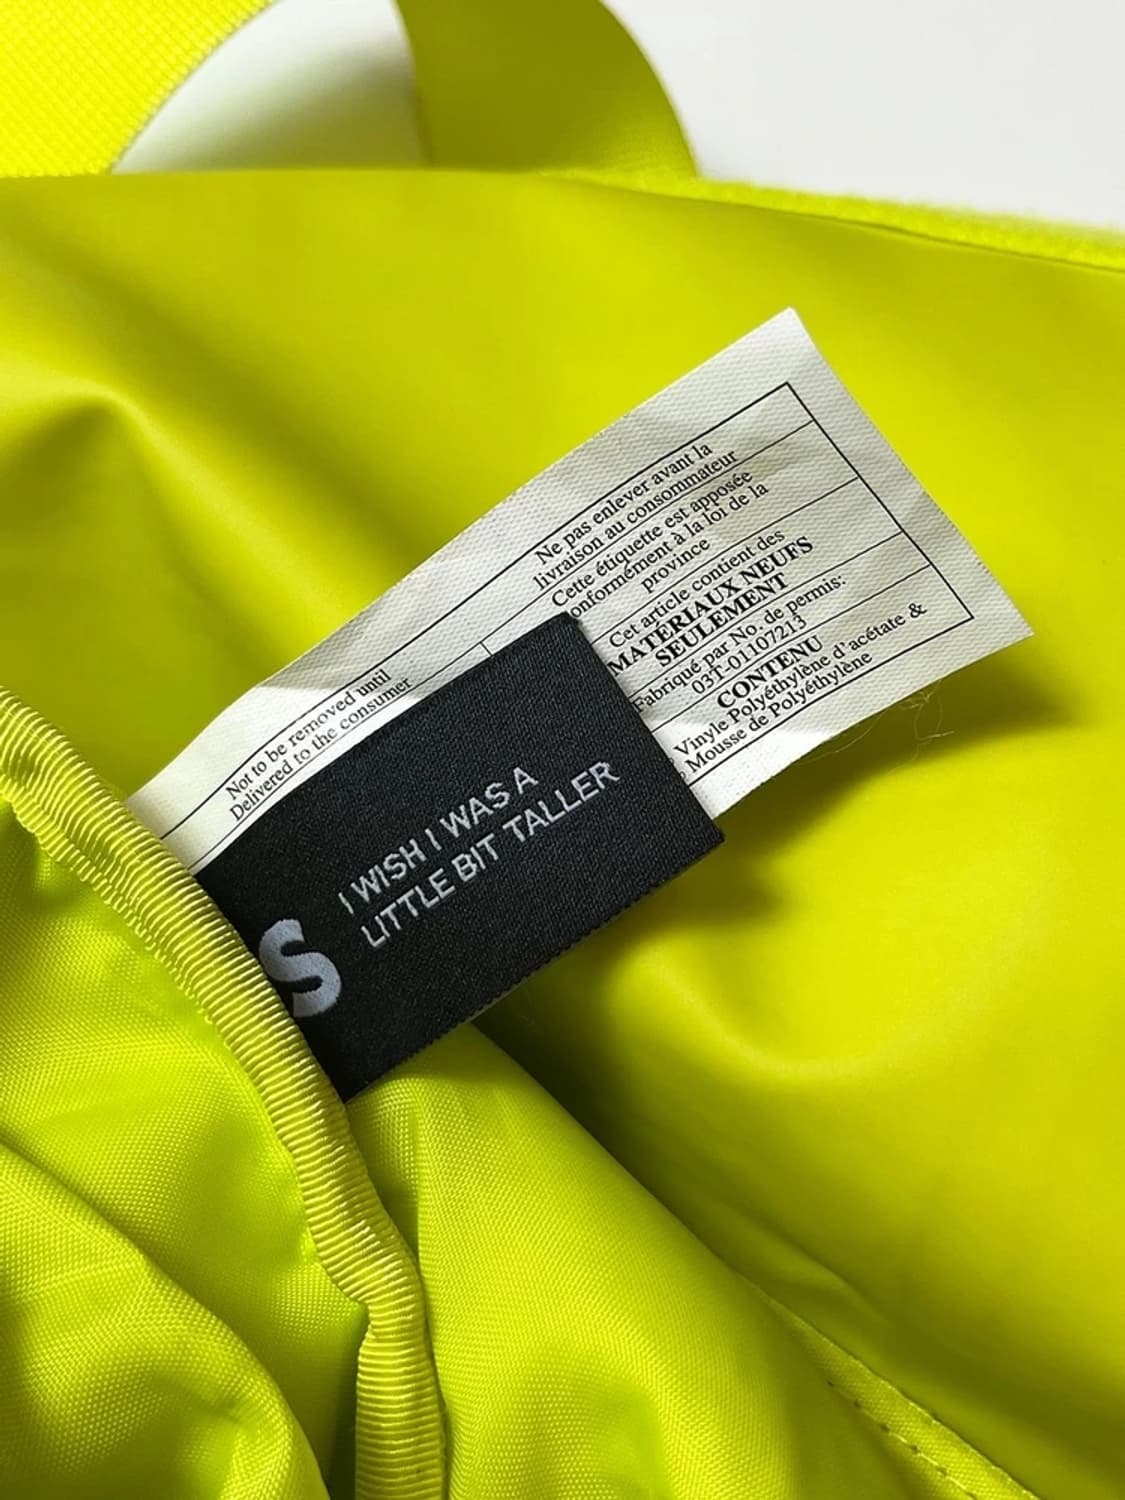 Ne pas enlever avant la
livraison au consommateur
Cette étiquette est apposée
onformément à la loi de la
province
Cet article contient des
MATÉRIAUX NEUFS
SEULEMENT
Fabriqué par No. de permis:
03T-01107213
CONTENU
Vinyle Polyéthylène d'acétate &
Mousse de Polyéthylène
Not to be removed until
Delivered to the consumer
I WISH I WAS A
LITTLE BIT TALLER
S